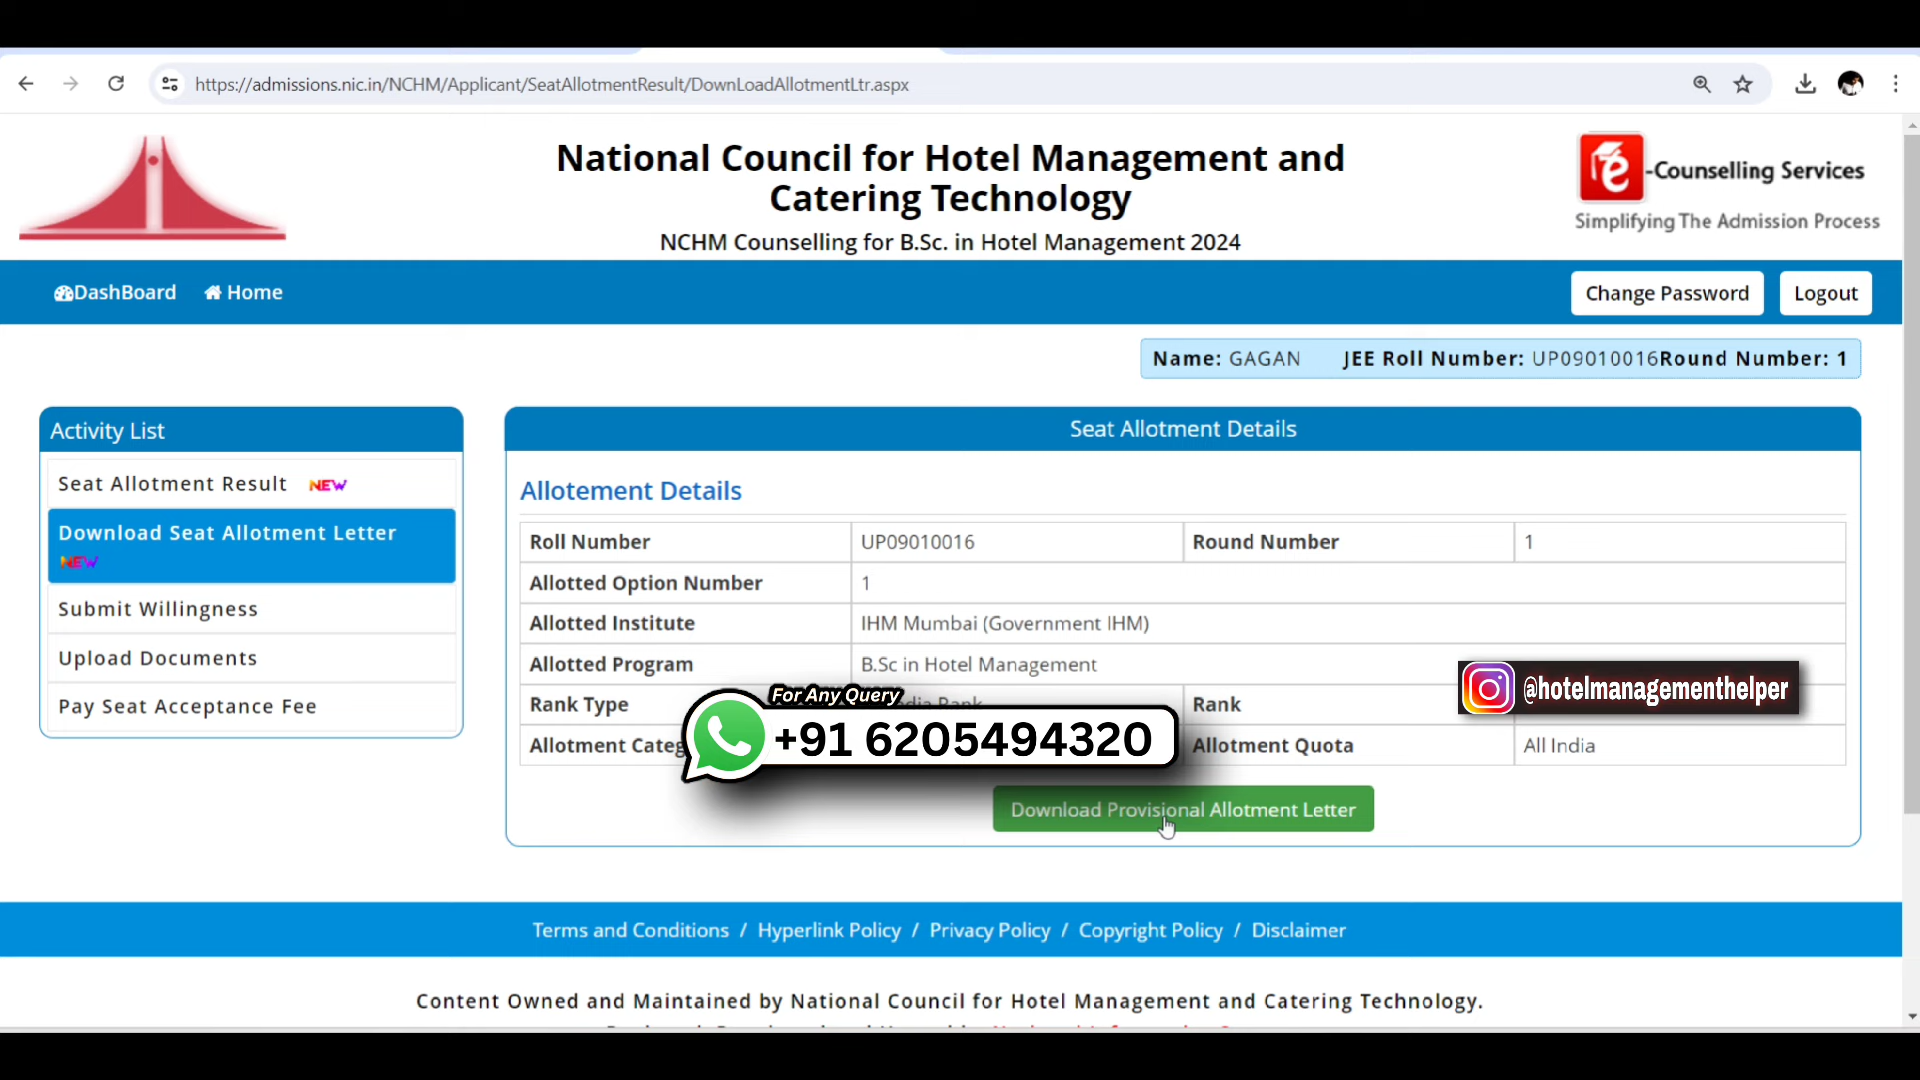 https://admissions.nic.in/NCHM/Applicant/SeatAllotmentResult/DownLoadAllotmentLtr.aspx
National Council for Hotel Management and
Catering Technology
NCHM Counselling for B.Sc. in Hotel Management 2024
e-Counselling Services
Simplifying The Admission Process
DashBoard Home
Change Password Logout
Name: GAGAN JEE Roll Number: UP09010016Round Number: 1
Activity List
Seat Allotment Result NEW
Download Seat Allotment Letter
NEW
Submit Willingness
Upload Documents
Pay Seat Acceptance Fee
Seat Allotment Details
Allotement Details
Roll Number UP09010016 Round Number 1
Allotted Option Number 1
Allotted Institute IHM Mumbai (Government IHM)
Allotted Program B.Sc in Hotel Management
Rank Type Rank
Allotment Quota All India
For Any Query
+91 6205494320
@hotelmanagementhelper
Download Provisional Allotment Letter
Terms and Conditions / Hyperlink Policy / Privacy Policy / Copyright Policy / Disclaimer
Content Owned and Maintained by National Council for Hotel Management and Catering Technology.